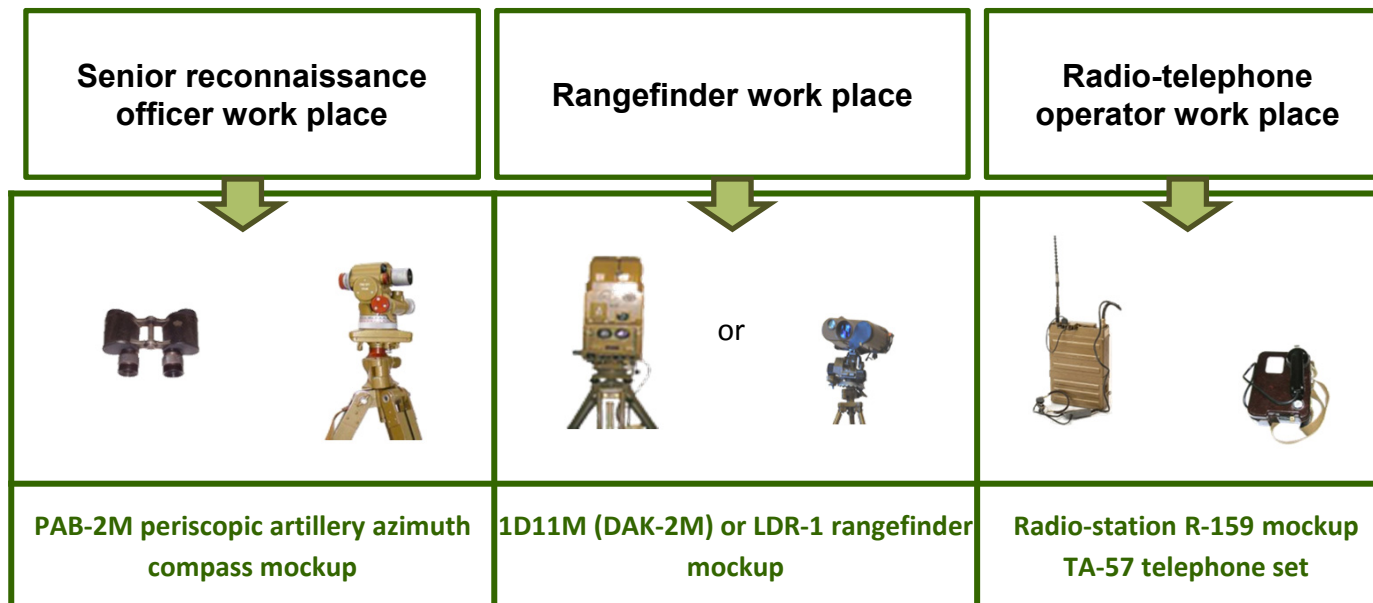 Senior reconnaissance
officer work place
Rangefinder work place
Radio-telephone
operator work place
or
PAB-2M periscopic artillery azimuth
compass mockup
1D11M (DAK-2M) or LDR-1 rangefinder
mockup
Radio-station R-159 mockup
TA-57 telephone set